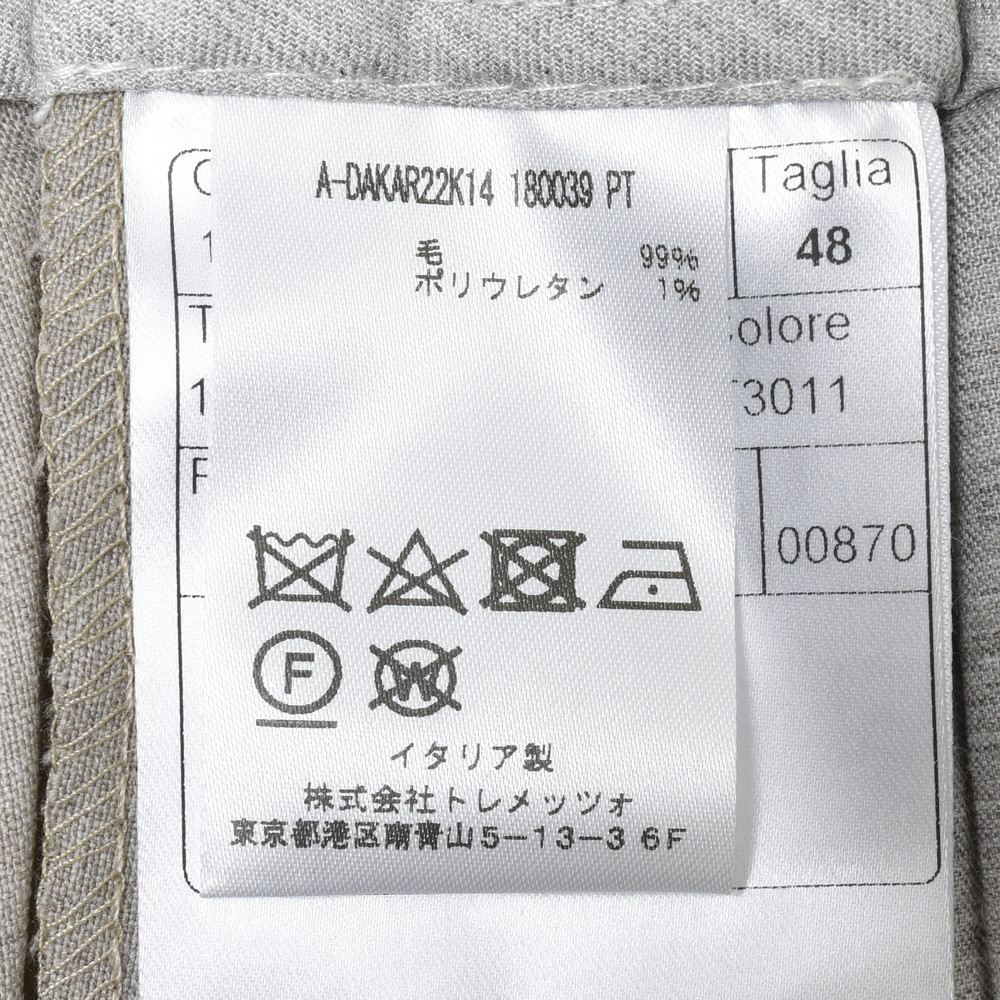 A-DAKAR22K14 180039 PT
毛 99%
ポリウレタン 1%
F
W
イタリア製
株式会社トレメッツォ
東京都港区南青山5-13-3 6F
Taglia
48
olore
3011
00870